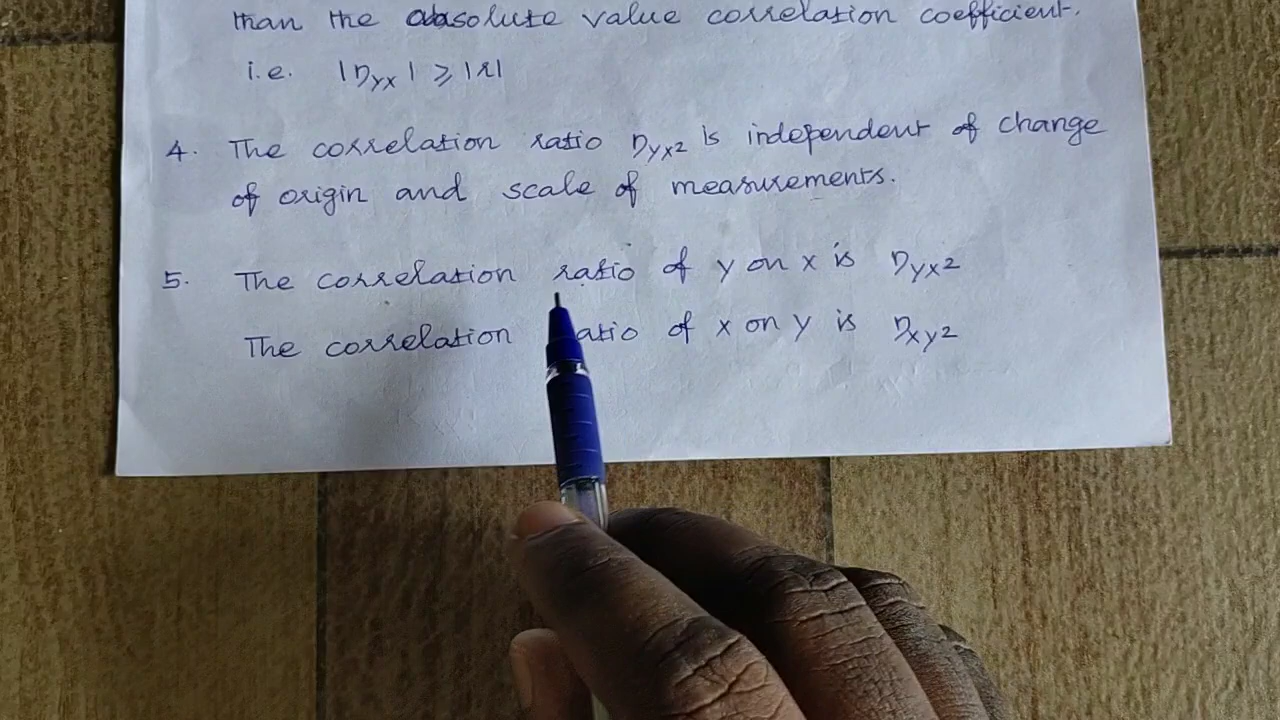 than the absolute value correlation coefficient.
i.e. |ηyx| ⩾ |r|
4. The correlation ratio ηyx2 is independent of change
of origin and scale of measurements.
5. The correlation ratio of y on x is ηyx2
The correlation ratio of x on y is ηxy2